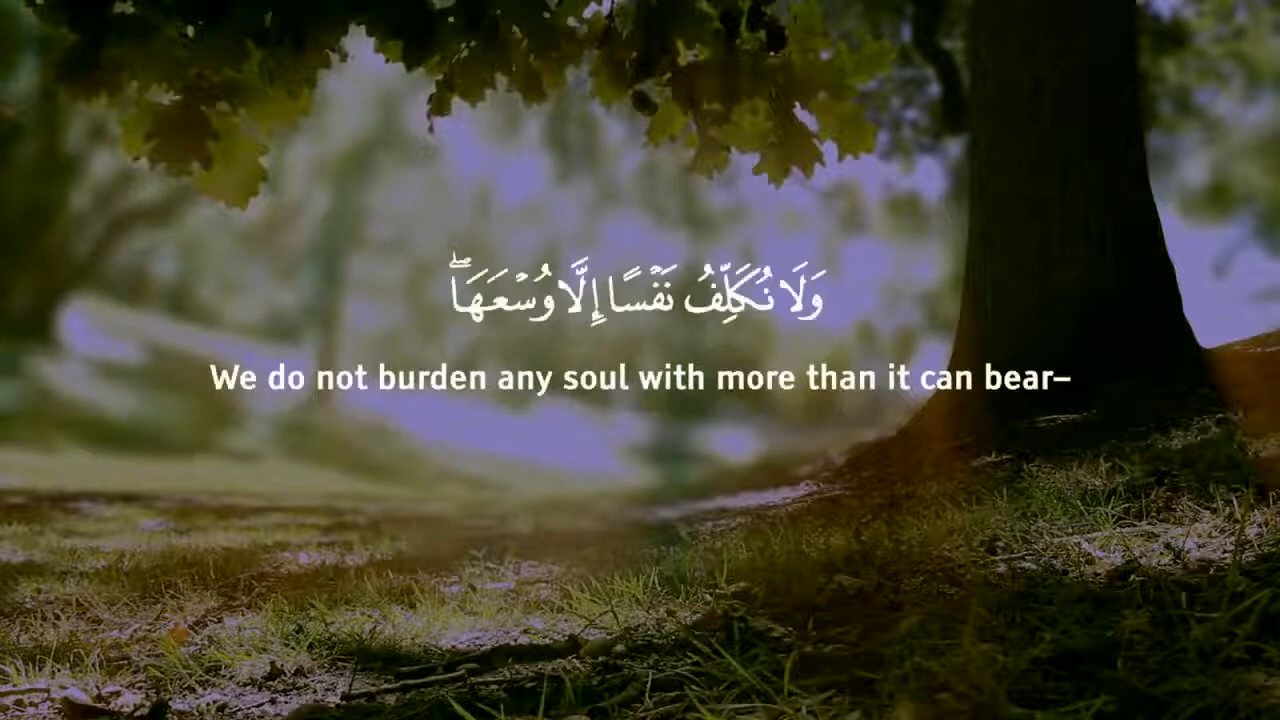 وَلَا نُكَلِّفُ نَفْسًا إِلَّا وُسْعَهَا ۖ
We do not burden any soul with more than it can bear–